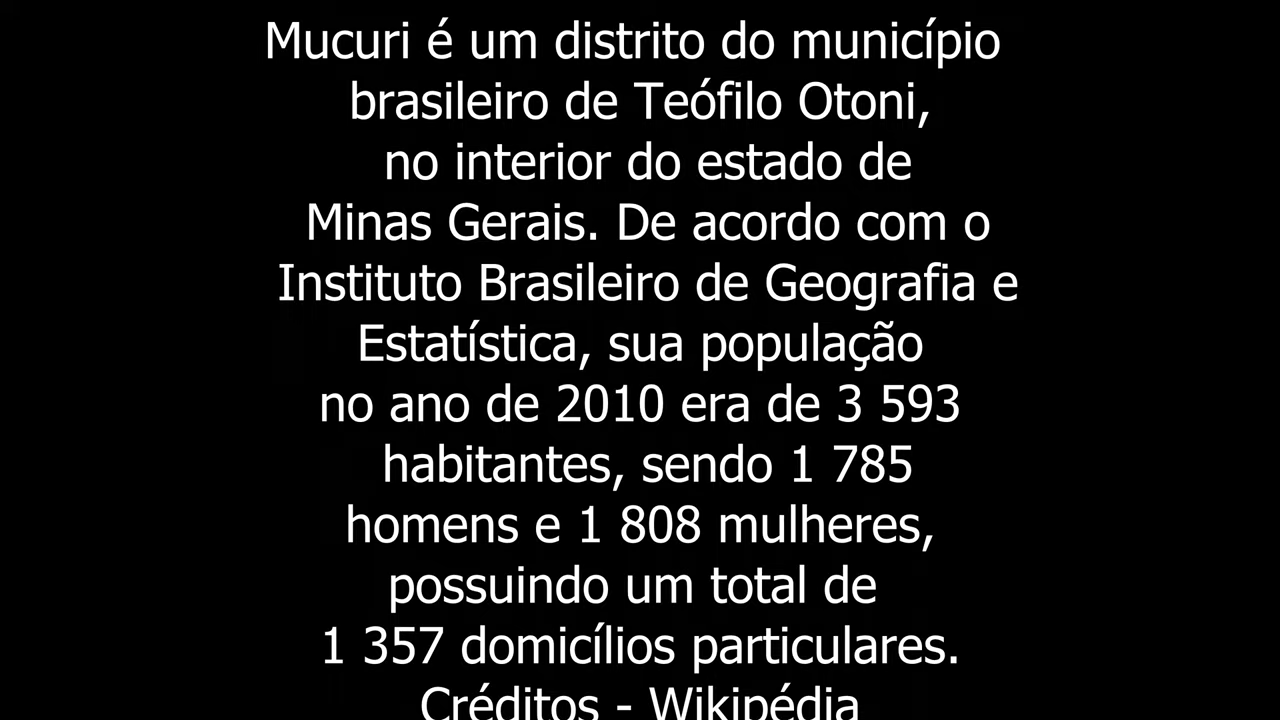 Mucuri é um distrito do município
brasileiro de Teófilo Otoni,
no interior do estado de
Minas Gerais. De acordo com o
Instituto Brasileiro de Geografia e
Estatística, sua população
no ano de 2010 era de 3 593
habitantes, sendo 1 785
homens e 1 808 mulheres,
possuindo um total de
1 357 domicílios particulares.
Créditos - Wikipédia